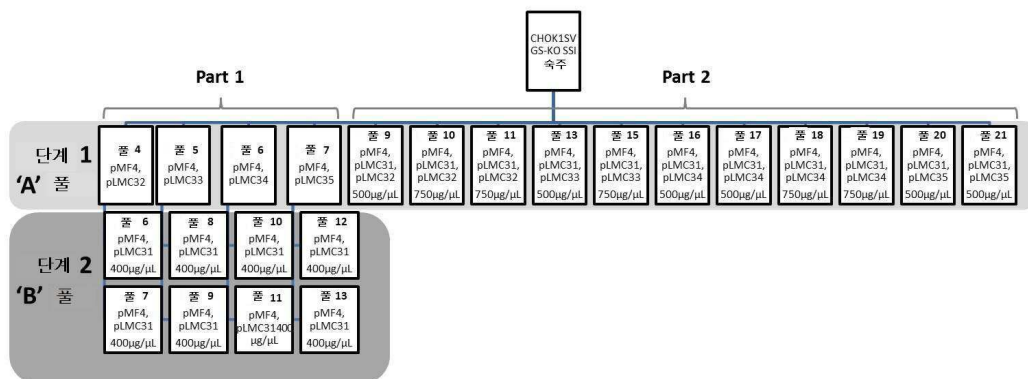 CHOK1SV
GS-KO SSI
숙주
Part 1
Part 2
단계 1
'A' 풀
풀 4
pMF4,
pLMC32
풀 5
pMF4,
pLMC33
풀 6
pMF4,
pLMC34
풀 7
pMF4,
pLMC35
풀 9
pMF4,
pLMC31,
pLMC32
500µg/µL
풀 10
pMF4,
pLMC31,
pLMC32
750µg/µL
풀 11
pMF4,
pLMC31,
pLMC32
750µg/µL
풀 13
pMF4,
pLMC31,
pLMC33
500µg/µL
풀 15
pMF4,
pLMC31,
pLMC33
750µg/µL
풀 16
pMF4,
pLMC31,
pLMC34
500µg/µL
풀 17
pMF4,
pLMC31,
pLMC34
500µg/µL
풀 18
pMF4,
pLMC31,
pLMC34
750µg/µL
풀 19
pMF4,
pLMC31,
pLMC34
750µg/µL
풀 20
pMF4,
pLMC31,
pLMC35
500µg/µL
풀 21
pMF4,
pLMC31,
pLMC35
500µg/µL
단계 2
'B' 풀
풀 6
pMF4,
pLMC31
400µg/µL
풀 8
pMF4,
pLMC31
400µg/µL
풀 10
pMF4,
pLMC31
400µg/µL
풀 12
pMF4,
pLMC31
400µg/µL
풀 7
pMF4,
pLMC31
400µg/µL
풀 9
pMF4,
pLMC31
400µg/µL
풀 11
pMF4,
pLMC31400
µg/µL
풀 13
pMF4,
pLMC31
400µg/µL